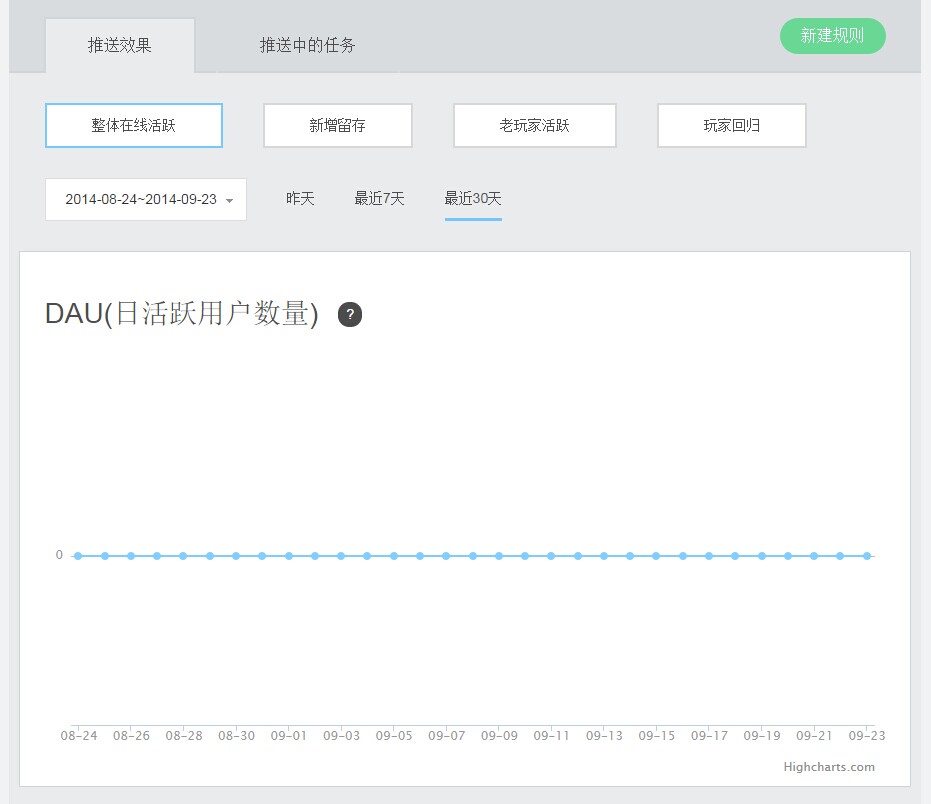 推送效果 推送中的任务 新建规则
整体在线活跃 新增留存 老玩家活跃 玩家回归
2014-08-24~2014-09-23 昨天 最近7天 最近30天
DAU(日活跃用户数量) ?
0
08-24 08-26 08-28 08-30 09-01 09-03 09-05 09-07 09-09 09-11 09-13 09-15 09-17 09-19 09-21 09-23
Highcharts.com